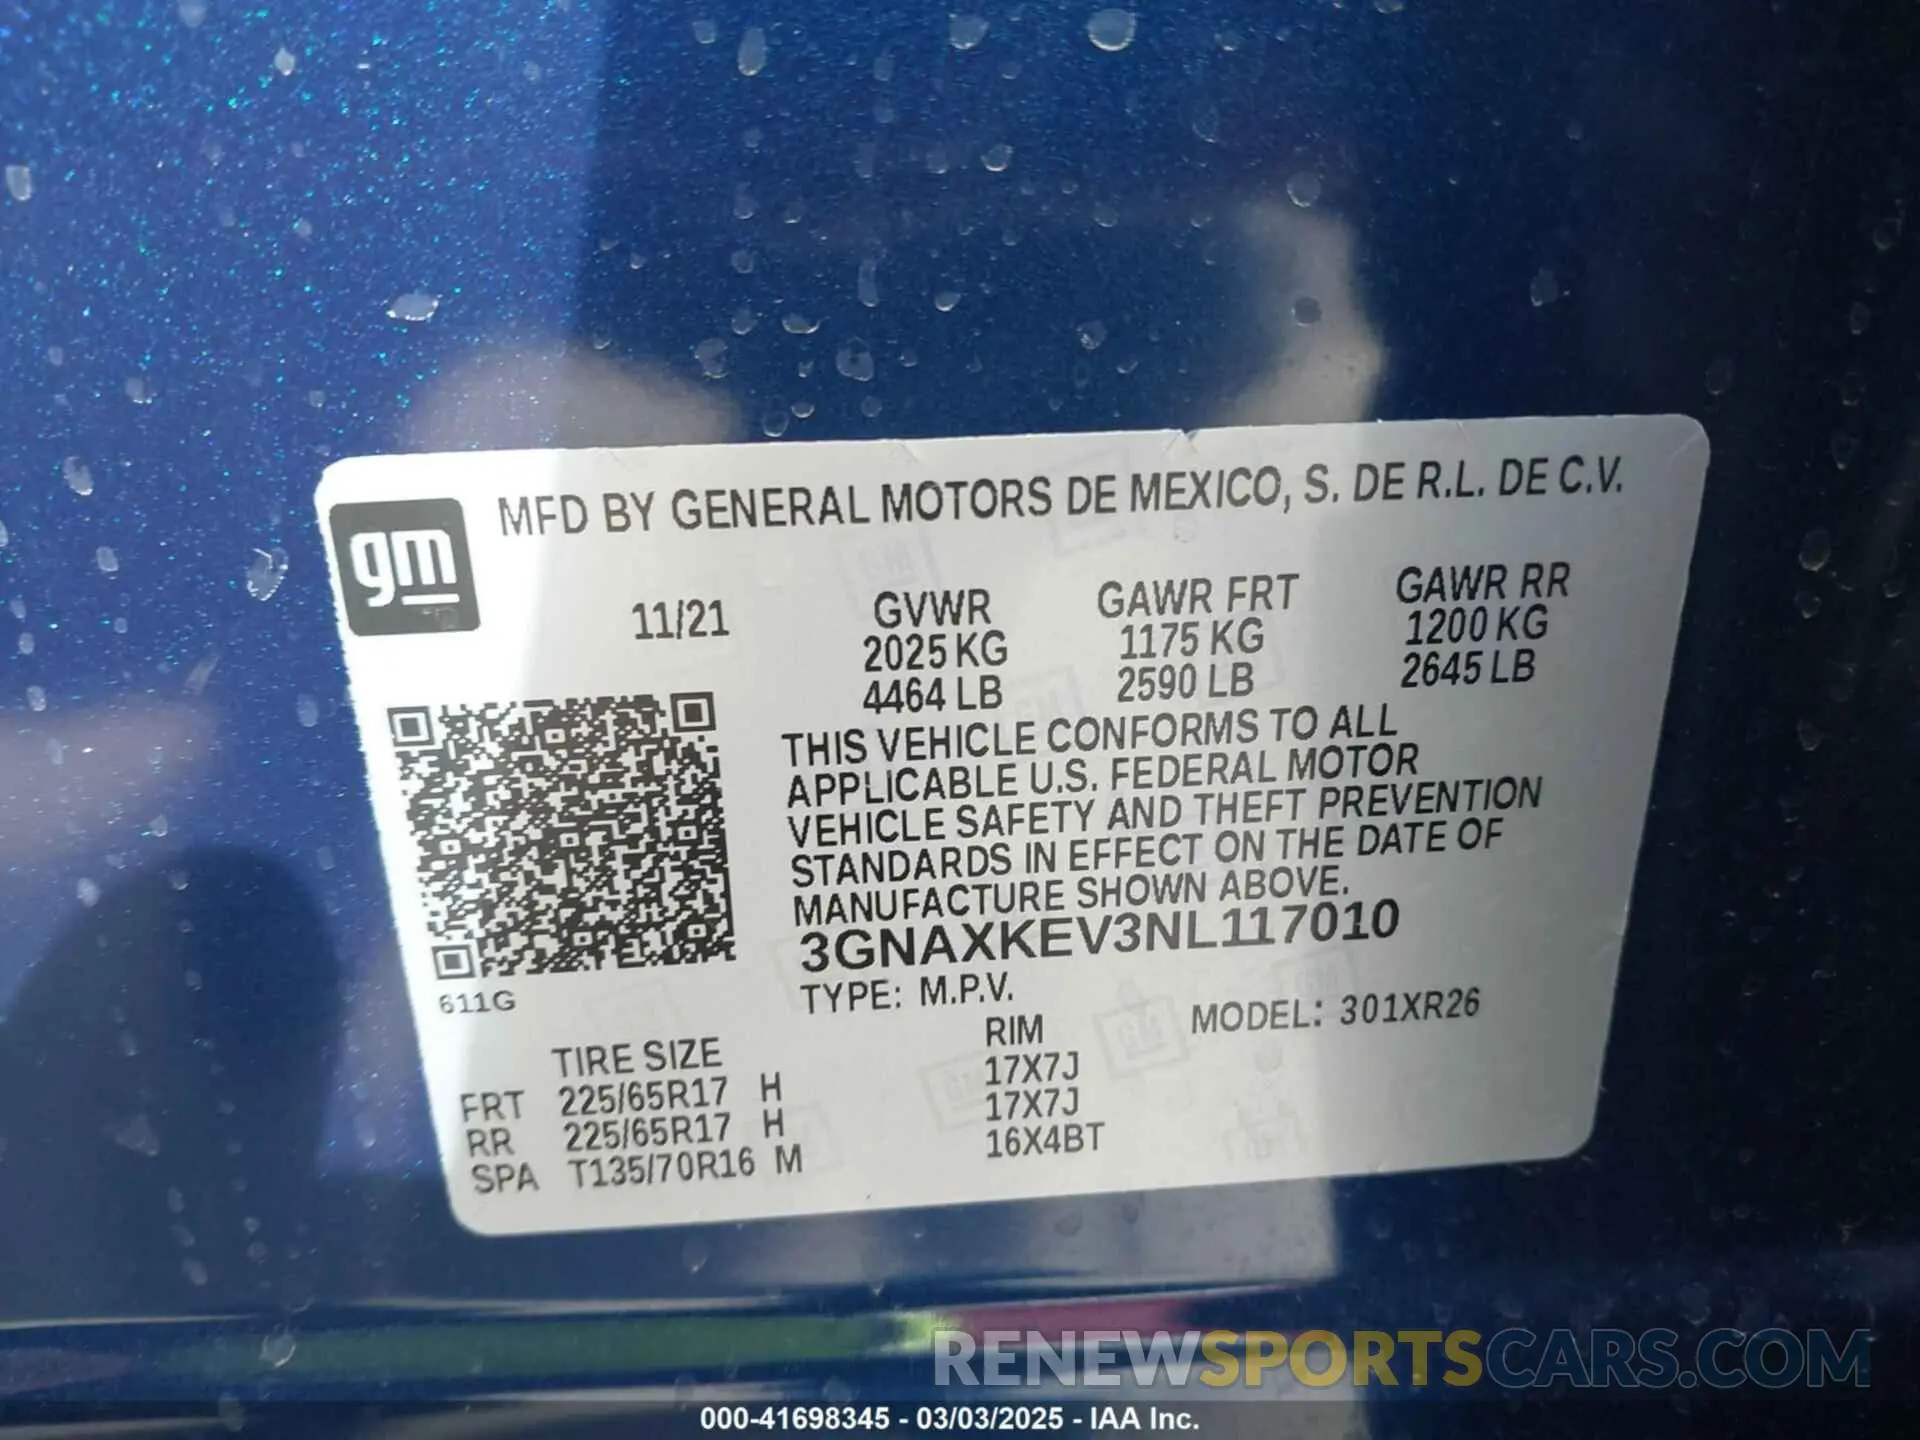 gm
MFD BY GENERAL MOTORS DE MEXICO, S. DE R.L. DE C.V.
11/21 GVWR GAWR FRT GAWR RR
2025 KG 1175 KG 1200 KG
4464 LB 2590 LB 2645 LB
THIS VEHICLE CONFORMS TO ALL
APPLICABLE U.S. FEDERAL MOTOR
VEHICLE SAFETY AND THEFT PREVENTION
STANDARDS IN EFFECT ON THE DATE OF
MANUFACTURE SHOWN ABOVE.
3GNAXKEV3NL117010
611G
TYPE: M.P.V. MODEL: 301XR26
TIRE SIZE RIM
FRT 225/65R17 H 17X7J
RR 225/65R17 H 17X7J
SPA T135/70R16 M 16X4BT
RENEWSPORTSCARS.COM
000-41698345 - 03/03/2025 - IAA Inc.